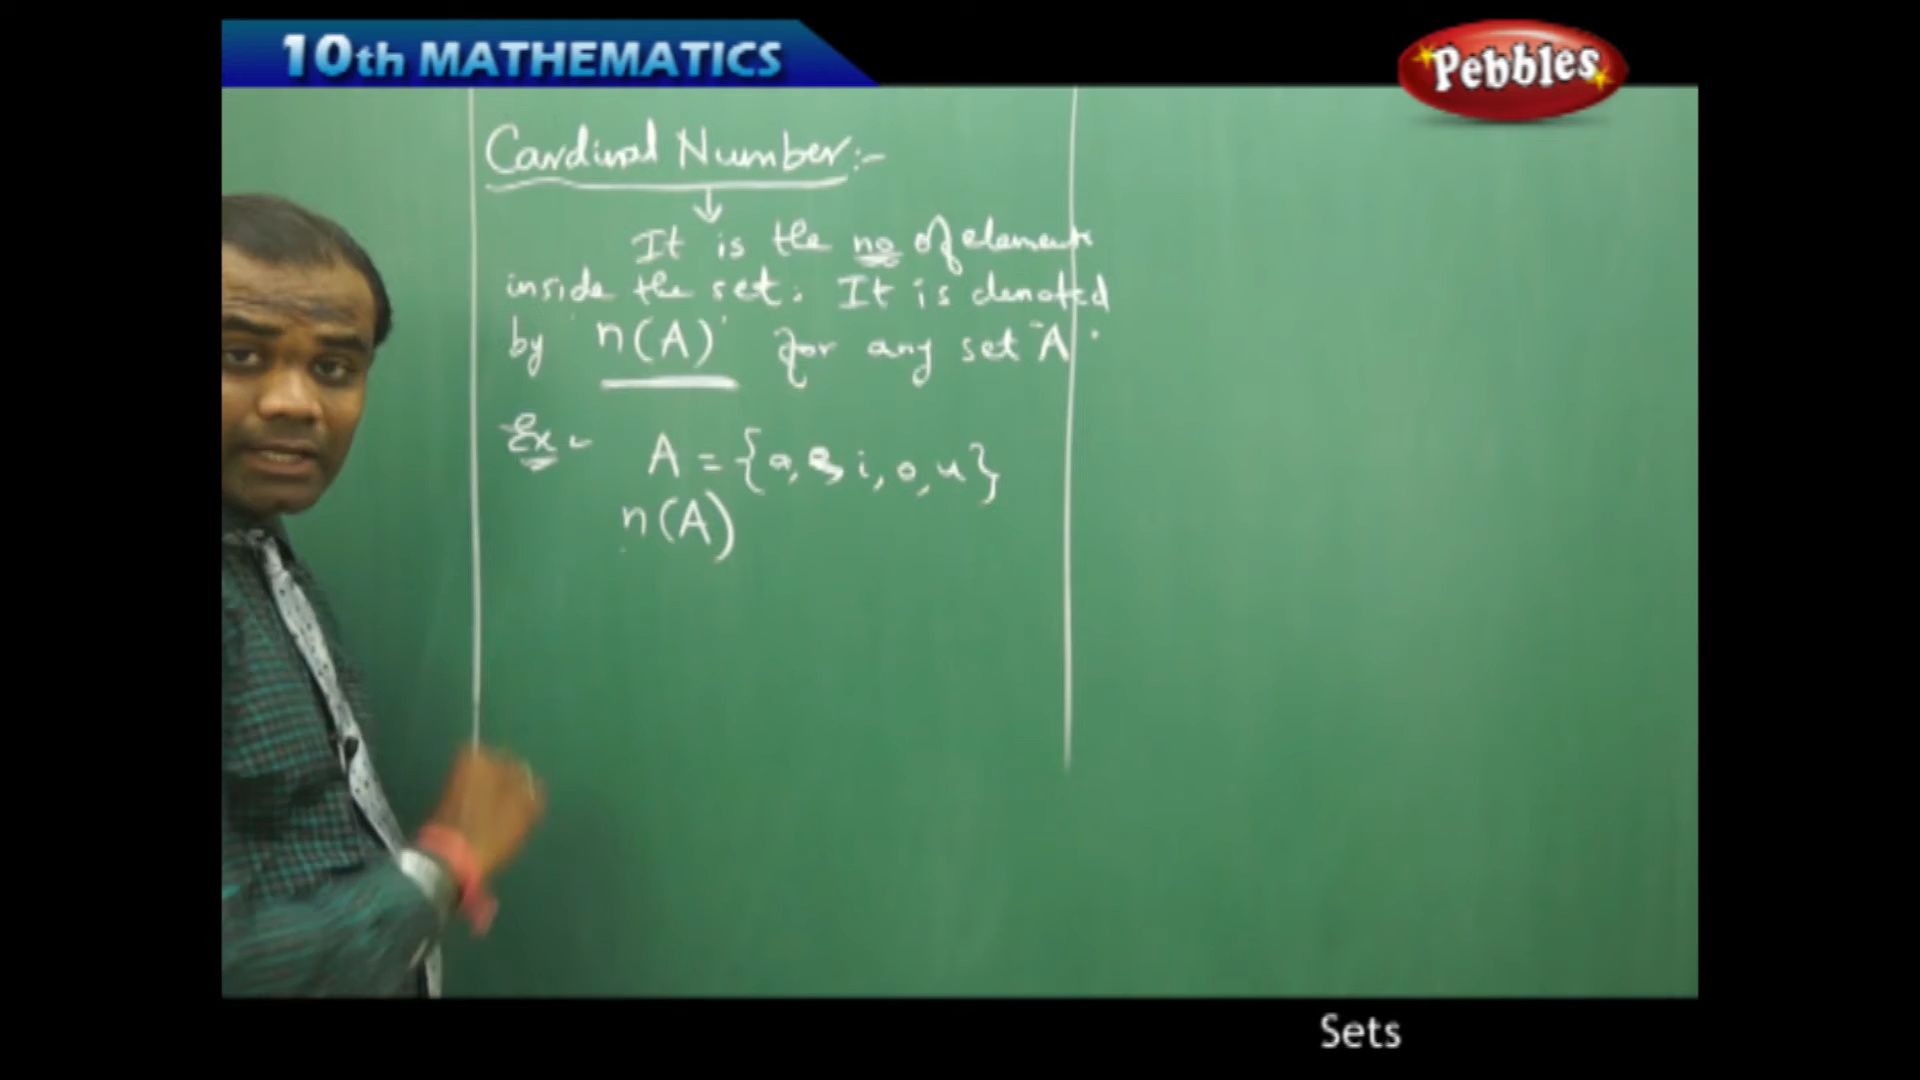 10th MATHEMATICS
Pebbles
Cardinal Number:-
It is the no of elements
inside the set. It is denoted
by 'n(A)' for any set 'A'.
Ex-
A = {a, e, i, o, u}
n(A)
Sets